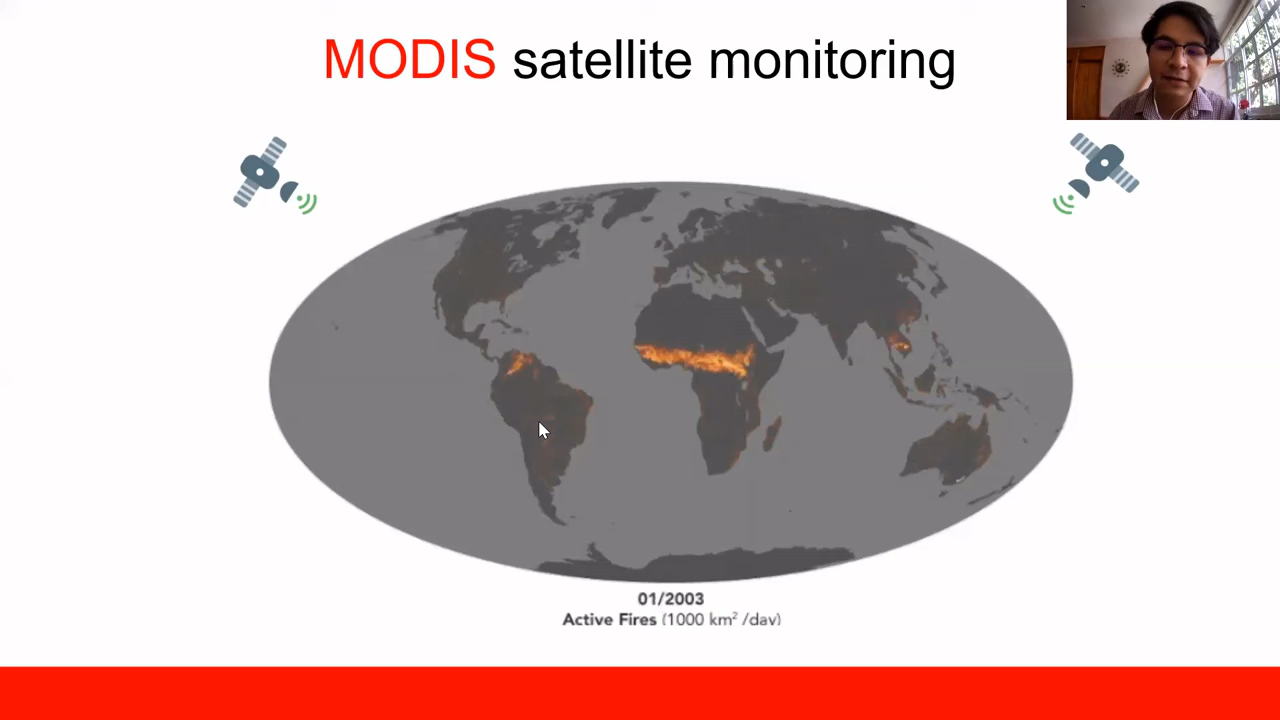 MODIS satellite monitoring
01/2003
Active Fires (1000 km² /day)